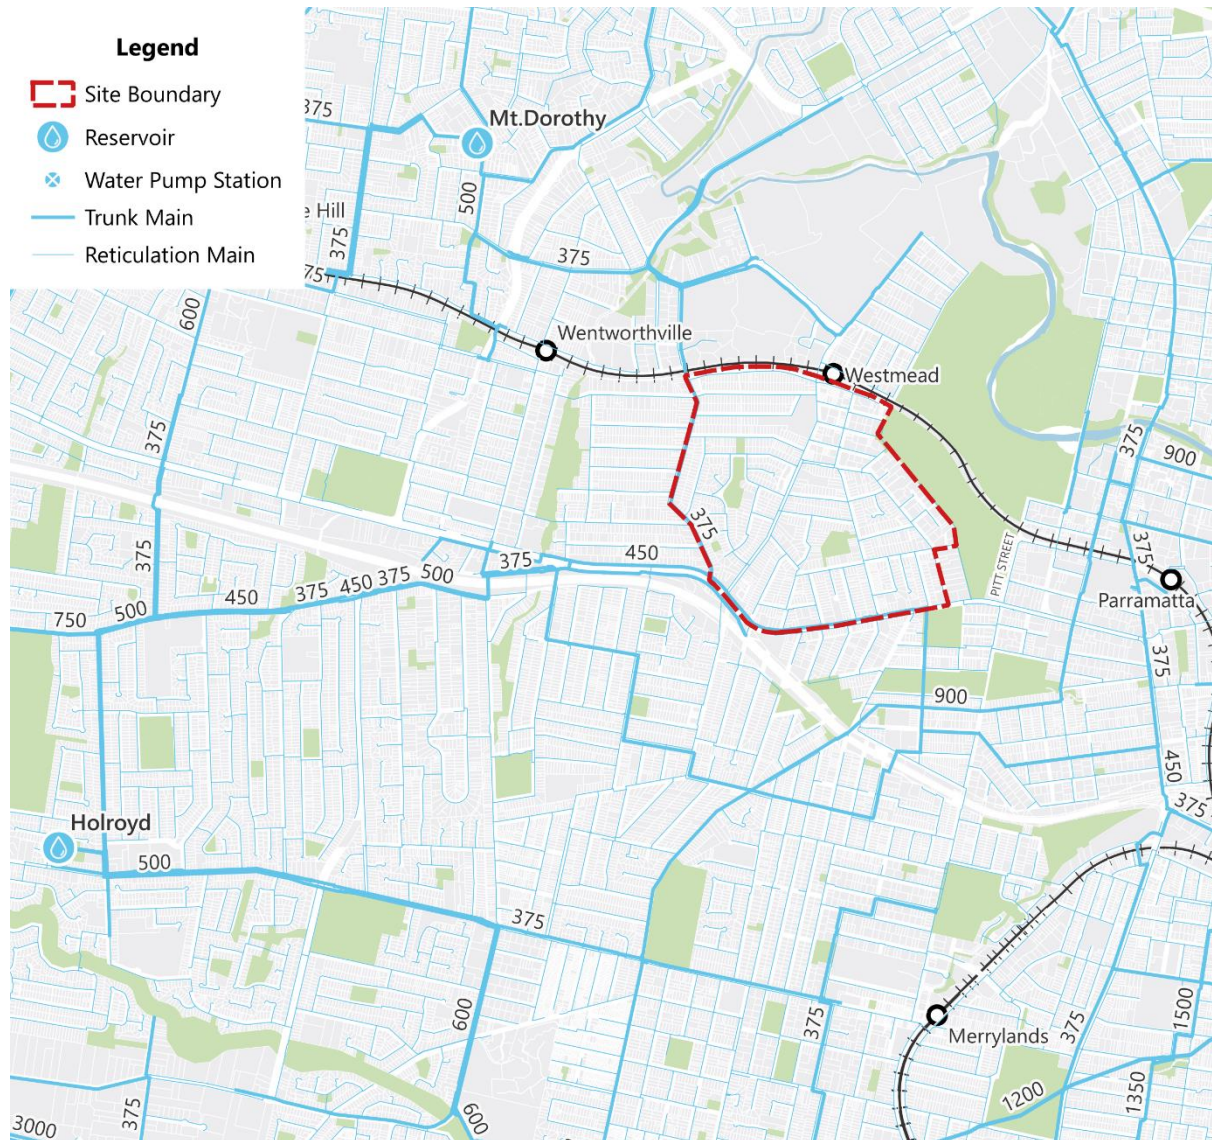 Legend
Site Boundary
Reservoir
Water Pump Station
Trunk Main
Reticulation Main
375
Mt.Dorothy
500
e Hill
375
375
75
600
Wentworthville
Westmead
375
375
900
375
450
375
375
PITT STREET
375
Parramatta
375
450
375
450
375
500
500
750
375
900
450
375
Holroyd
500
375
600
375
Merrylands
375
1500
1200
1350
375
600
3000